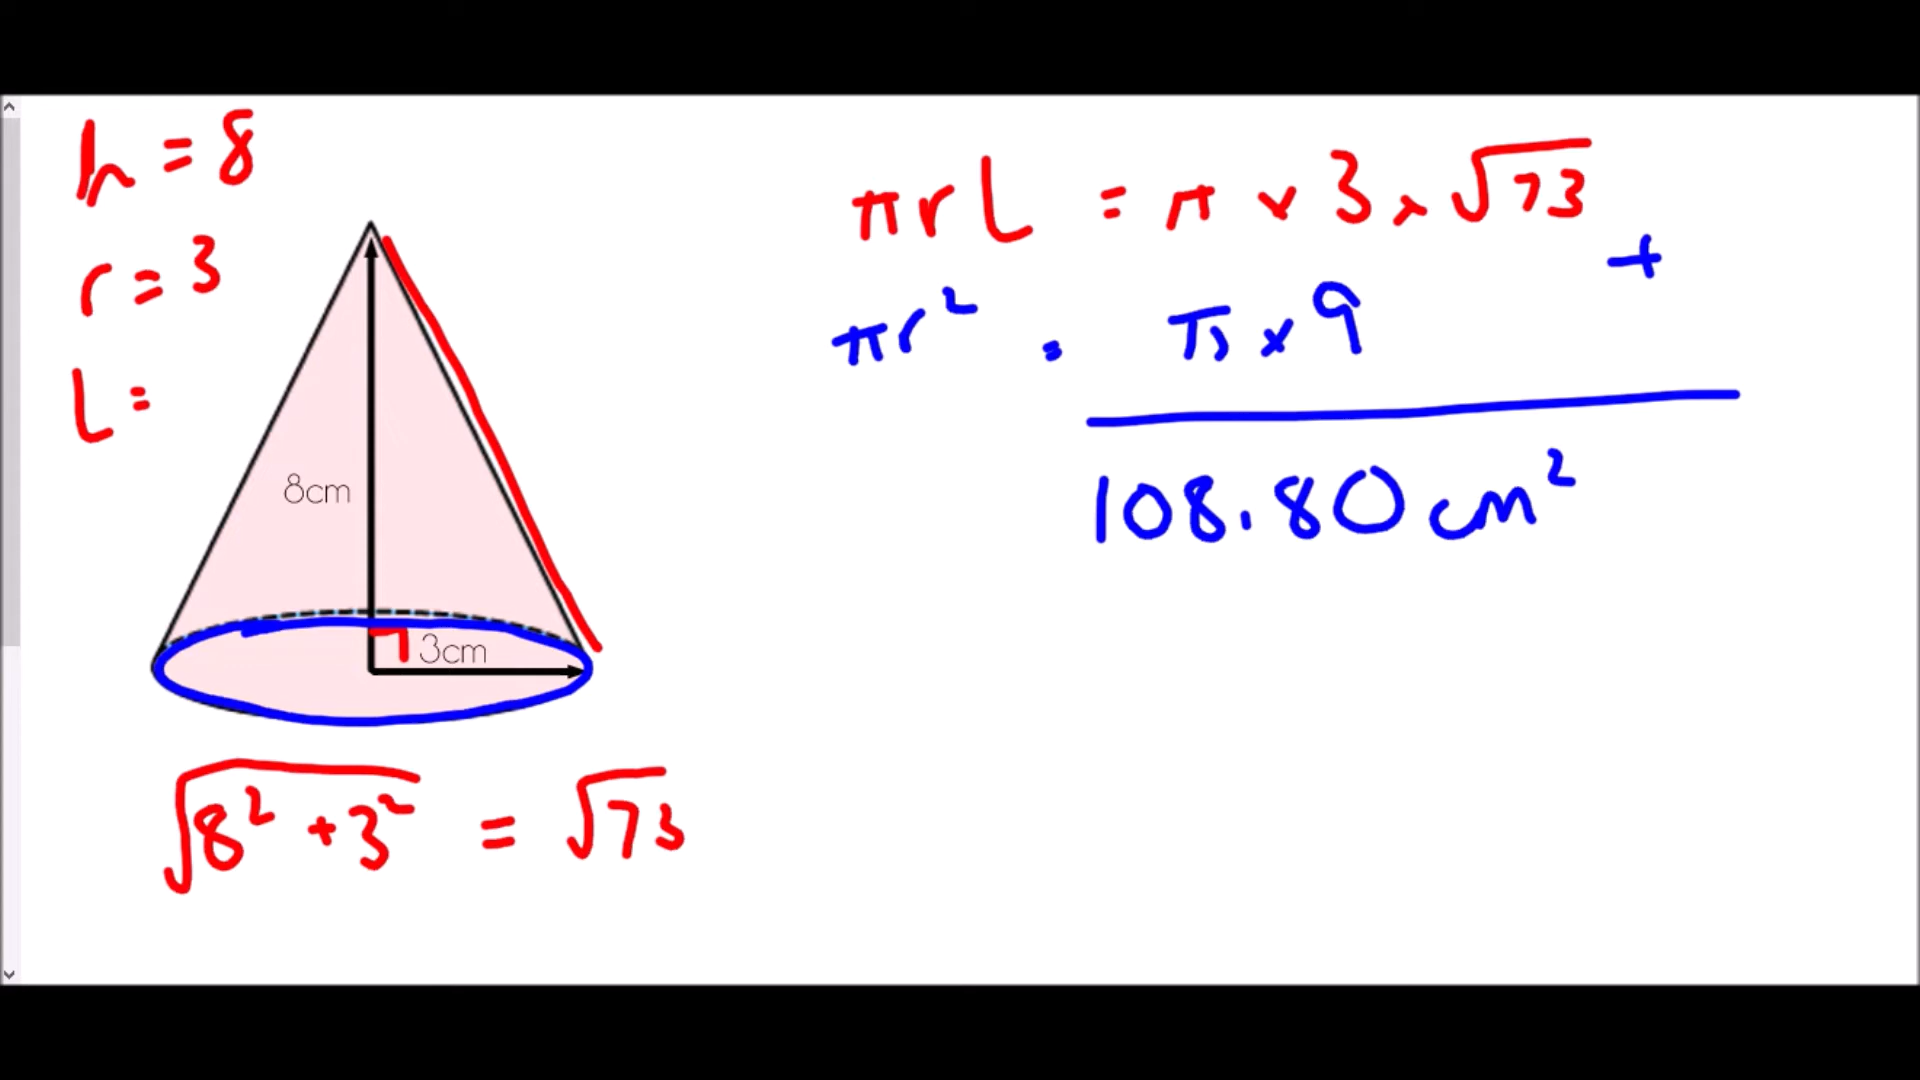 h = 8
r = 3
L =
8cm
3cm
√8² + 3² = √73
πrL = π × 3 × √73
+
πr² = π × 9
108.80 cm²